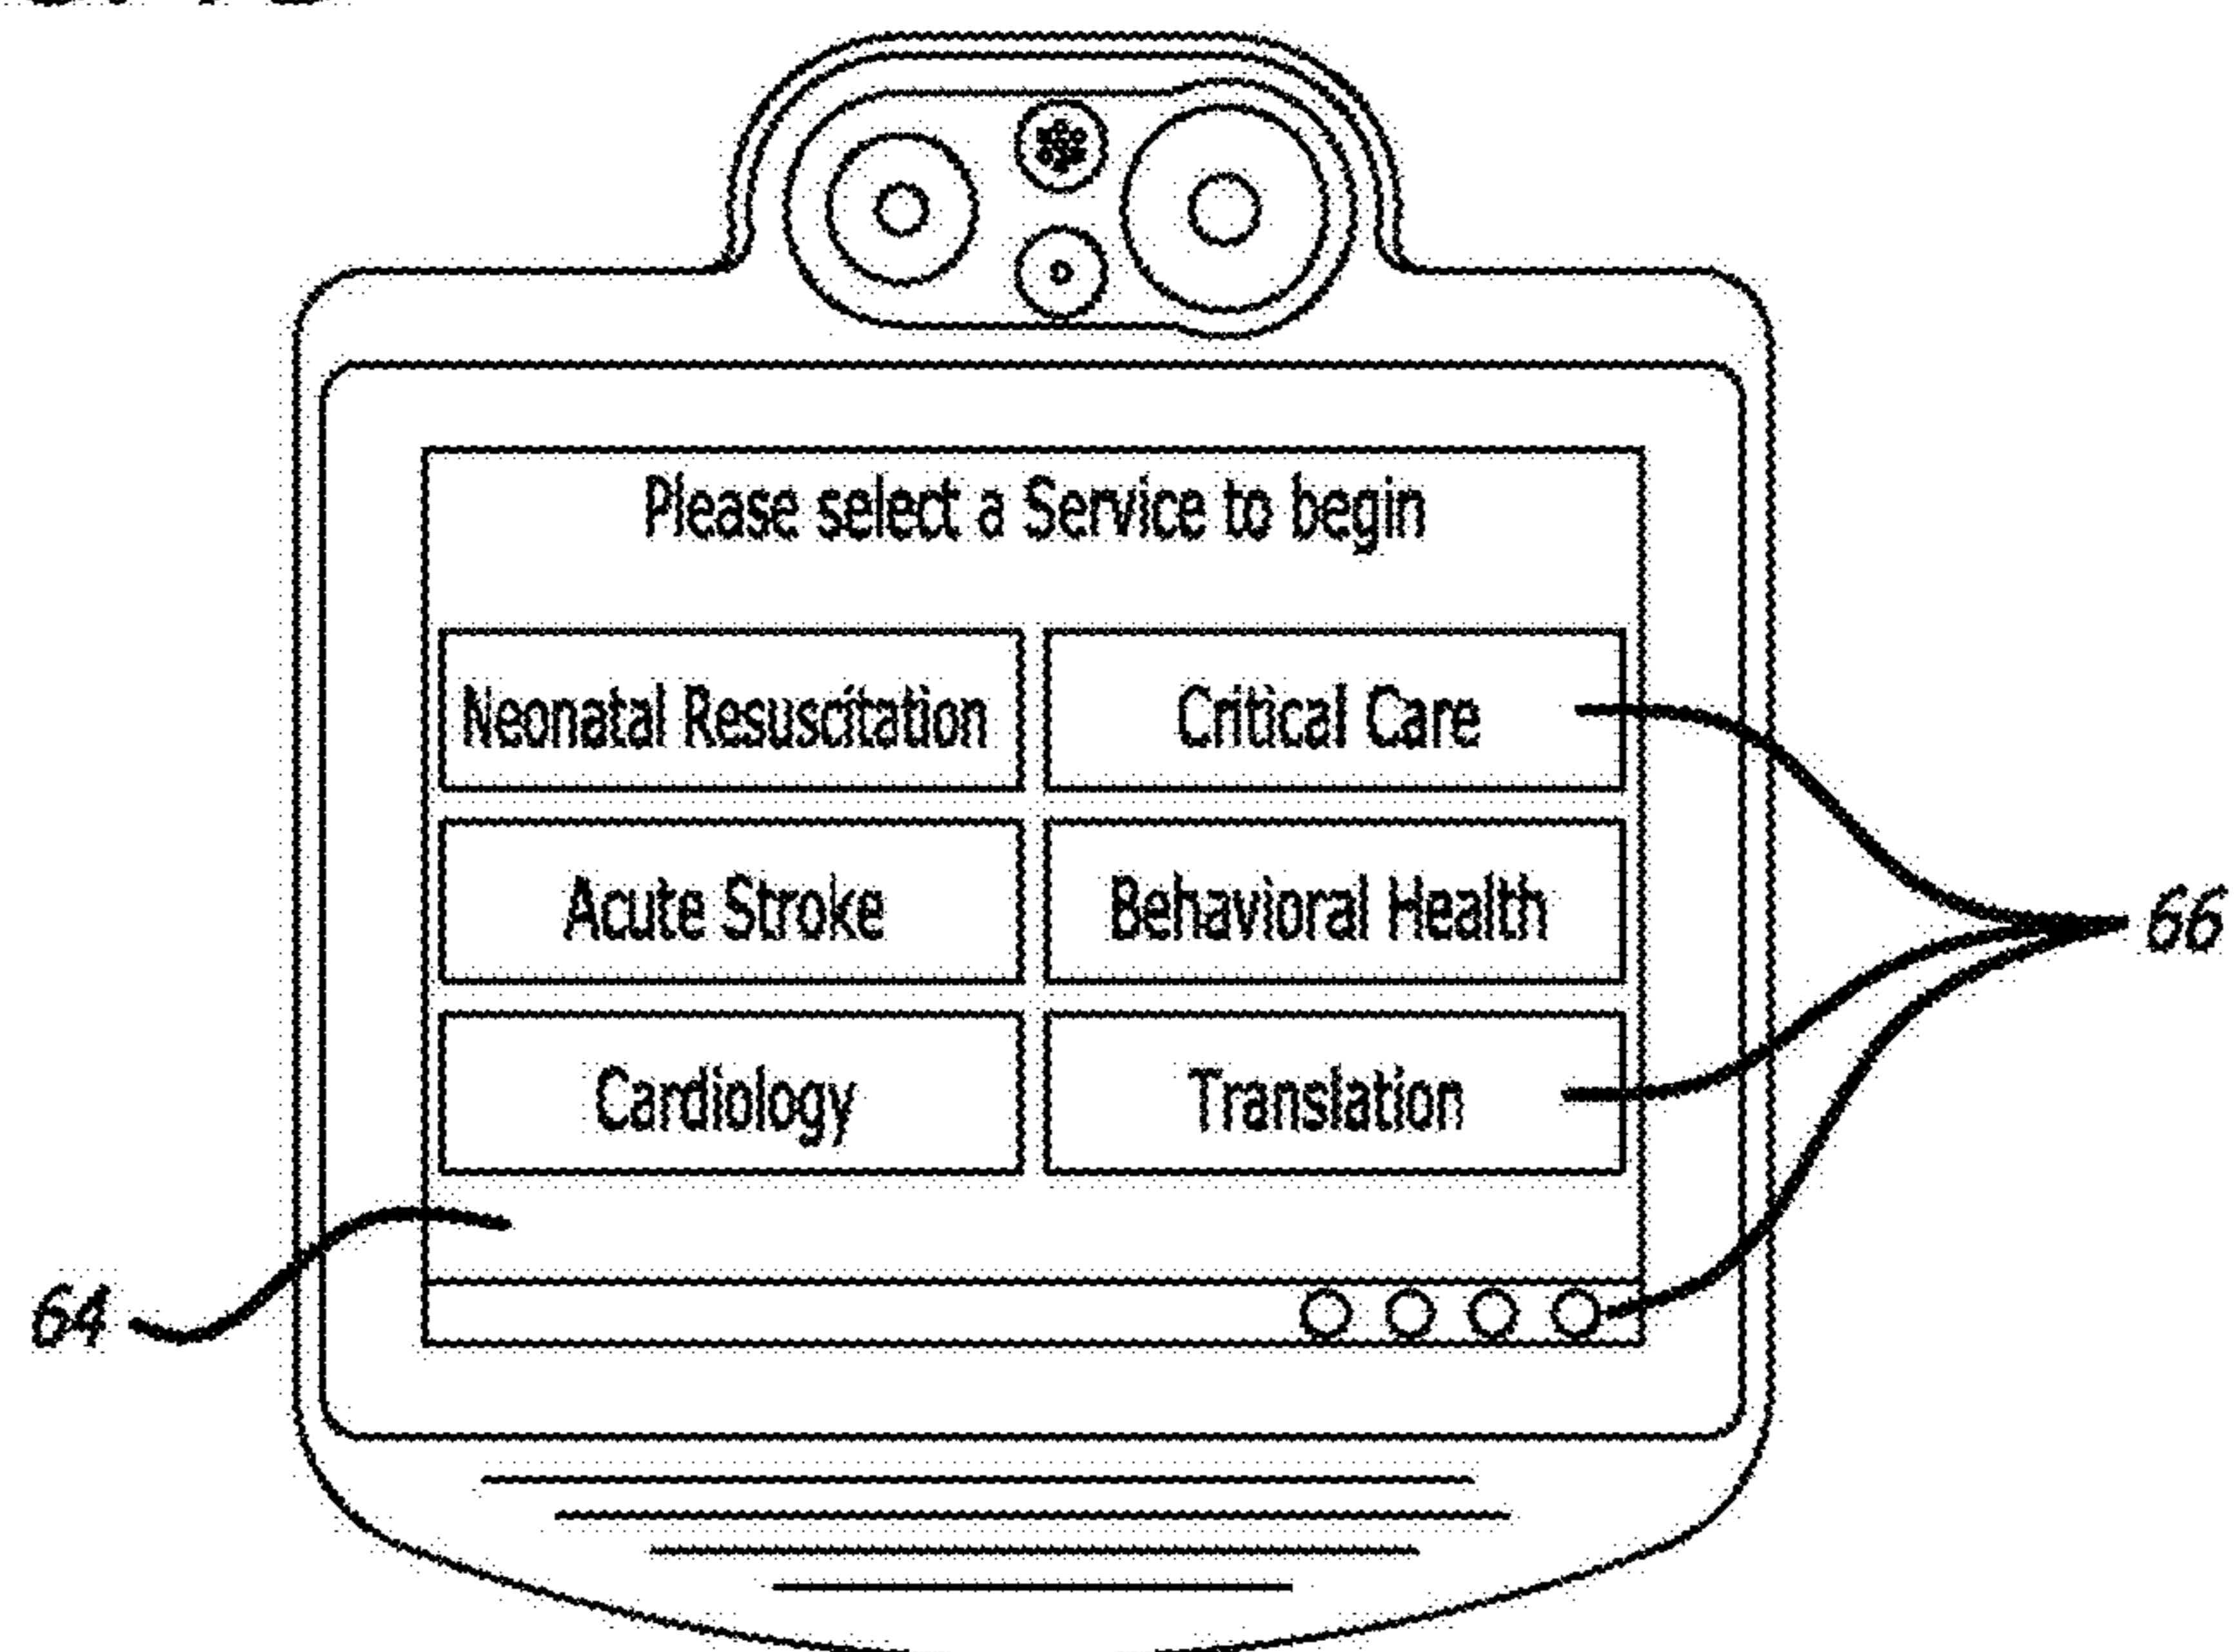 Please select a Service to begin
Neonatal Resuscitation Critical Care
Acute Stroke Behavioral Health
66
Cardiology Translation
64